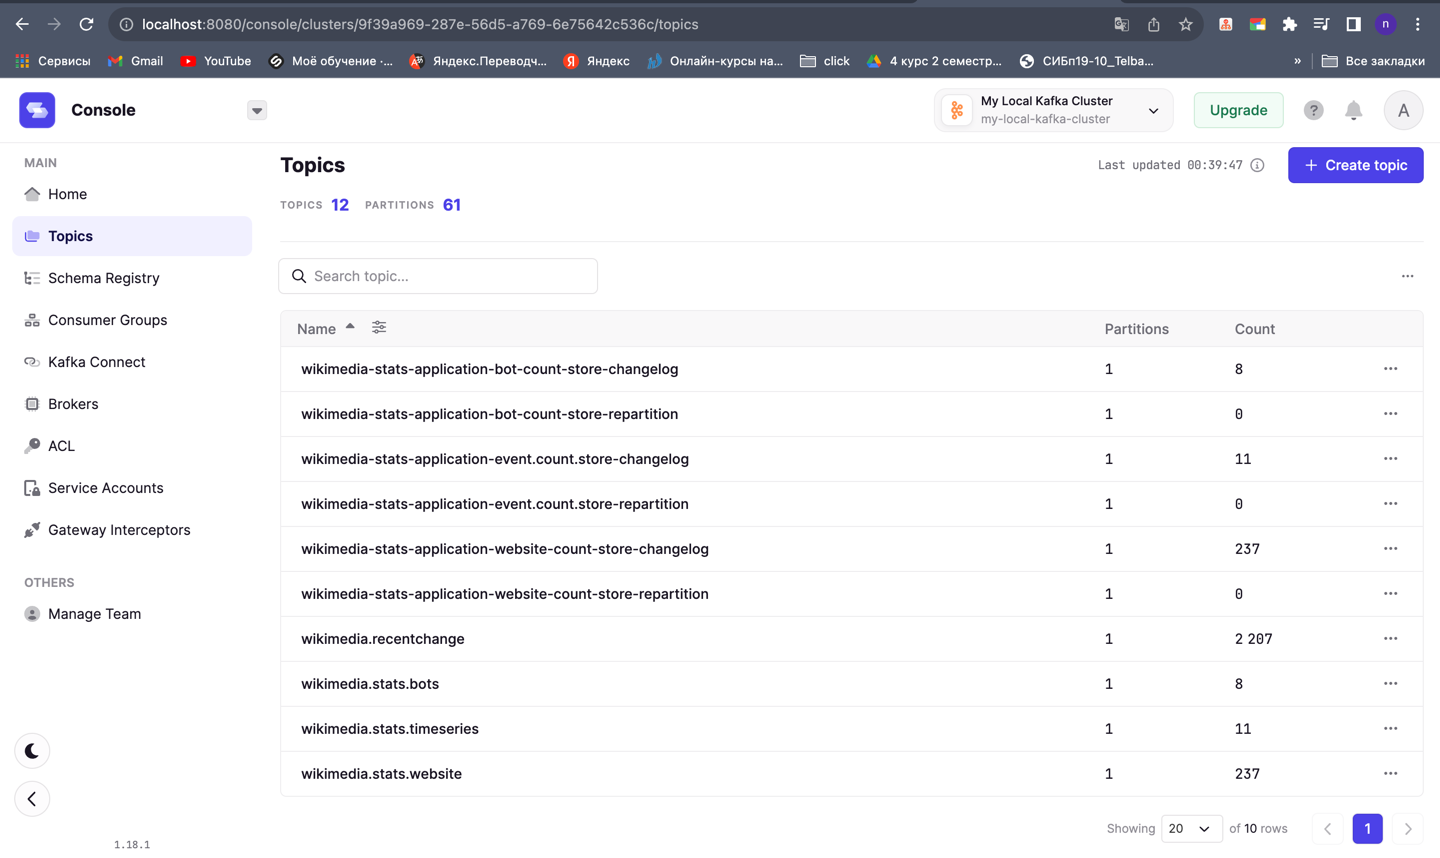 localhost:8080/console/clusters/9f39a969-287e-56d5-a769-6e75642c536c/topics
n
Сервисы Gmail YouTube Моё обучение ·... Яндекс.Переводч... Яндекс Онлайн-курсы на... click 4 курс 2 семестр... СИБп19-10_Telba... » Все закладки
Console
My Local Kafka Cluster
my-local-kafka-cluster
Upgrade
?
A
MAIN
Home
Topics
Schema Registry
Consumer Groups
Kafka Connect
Brokers
ACL
Service Accounts
Gateway Interceptors
OTHERS
Manage Team
1.18.1
Topics
Last updated 00:39:47
+ Create topic
TOPICS 12 PARTITIONS 61
Search topic...
Name Partitions Count
wikimedia-stats-application-bot-count-store-changelog 1 8
wikimedia-stats-application-bot-count-store-repartition 1 0
wikimedia-stats-application-event.count.store-changelog 1 11
wikimedia-stats-application-event.count.store-repartition 1 0
wikimedia-stats-application-website-count-store-changelog 1 237
wikimedia-stats-application-website-count-store-repartition 1 0
wikimedia.recentchange 1 2 207
wikimedia.stats.bots 1 8
wikimedia.stats.timeseries 1 11
wikimedia.stats.website 1 237
Showing 20 of 10 rows 1